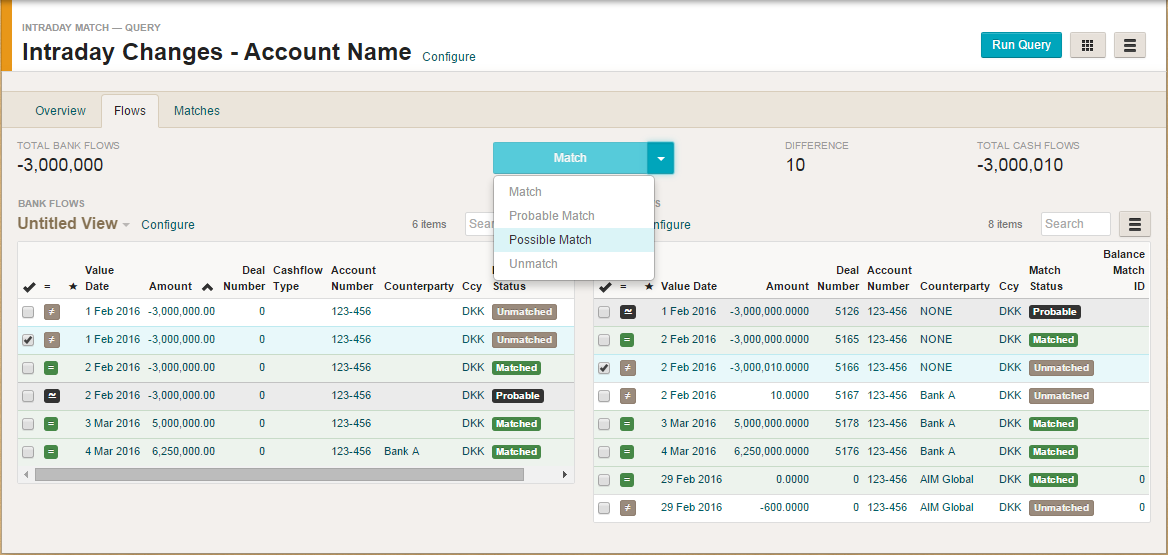 INTRADAY MATCH — QUERY
Intraday Changes - Account Name Configure
Run Query
Overview Flows Matches
TOTAL BANK FLOWS
-3,000,000
Match
DIFFERENCE
10
TOTAL CASH FLOWS
-3,000,010
Match
Probable Match
Possible Match
Unmatch
BANK FLOWS
Untitled View Configure 6 items
Value Date Amount Deal Number Cashflow Type Account Number Counterparty Ccy Status
1 Feb 2016 -3,000,000.00 0 123-456 DKK Unmatched
1 Feb 2016 -3,000,000.00 0 123-456 DKK Unmatched
2 Feb 2016 -3,000,000.00 0 123-456 DKK Matched
2 Feb 2016 -3,000,000.00 0 123-456 DKK Probable
3 Mar 2016 5,000,000.00 0 123-456 DKK Matched
4 Mar 2016 6,250,000.00 0 123-456 Bank A DKK Matched
8 items Search
Value Date Amount Deal Number Account Number Counterparty Ccy Match Status Balance Match ID
1 Feb 2016 -3,000,000.0000 5126 123-456 NONE DKK Probable
2 Feb 2016 -3,000,000.0000 5165 123-456 NONE DKK Matched
2 Feb 2016 -3,000,010.0000 5166 123-456 NONE DKK Unmatched
2 Feb 2016 10.0000 5167 123-456 Bank A DKK Unmatched
3 Mar 2016 5,000,000.0000 5178 123-456 Bank A DKK Matched
4 Mar 2016 6,250,000.0000 5176 123-456 Bank A DKK Matched
29 Feb 2016 0.0000 0 123-456 AIM Global DKK Matched 0
29 Feb 2016 -600.0000 0 123-456 AIM Global DKK Unmatched 0